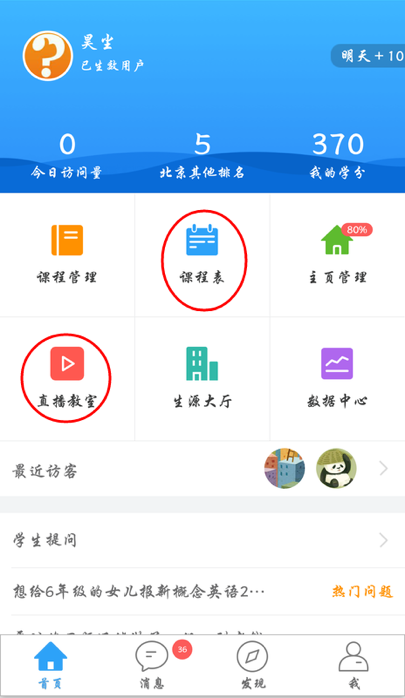 昊尘
已生效用户
明天+10
0
5
370
今日访问量
北京其他排名
我的学分
课程管理
课程表
80%
主页管理
直播教室
生源大厅
数据中心
最近访客
学生提问
想给6年级的女儿报新概念英语2…
热门问题
36
首页
消息
发现
我